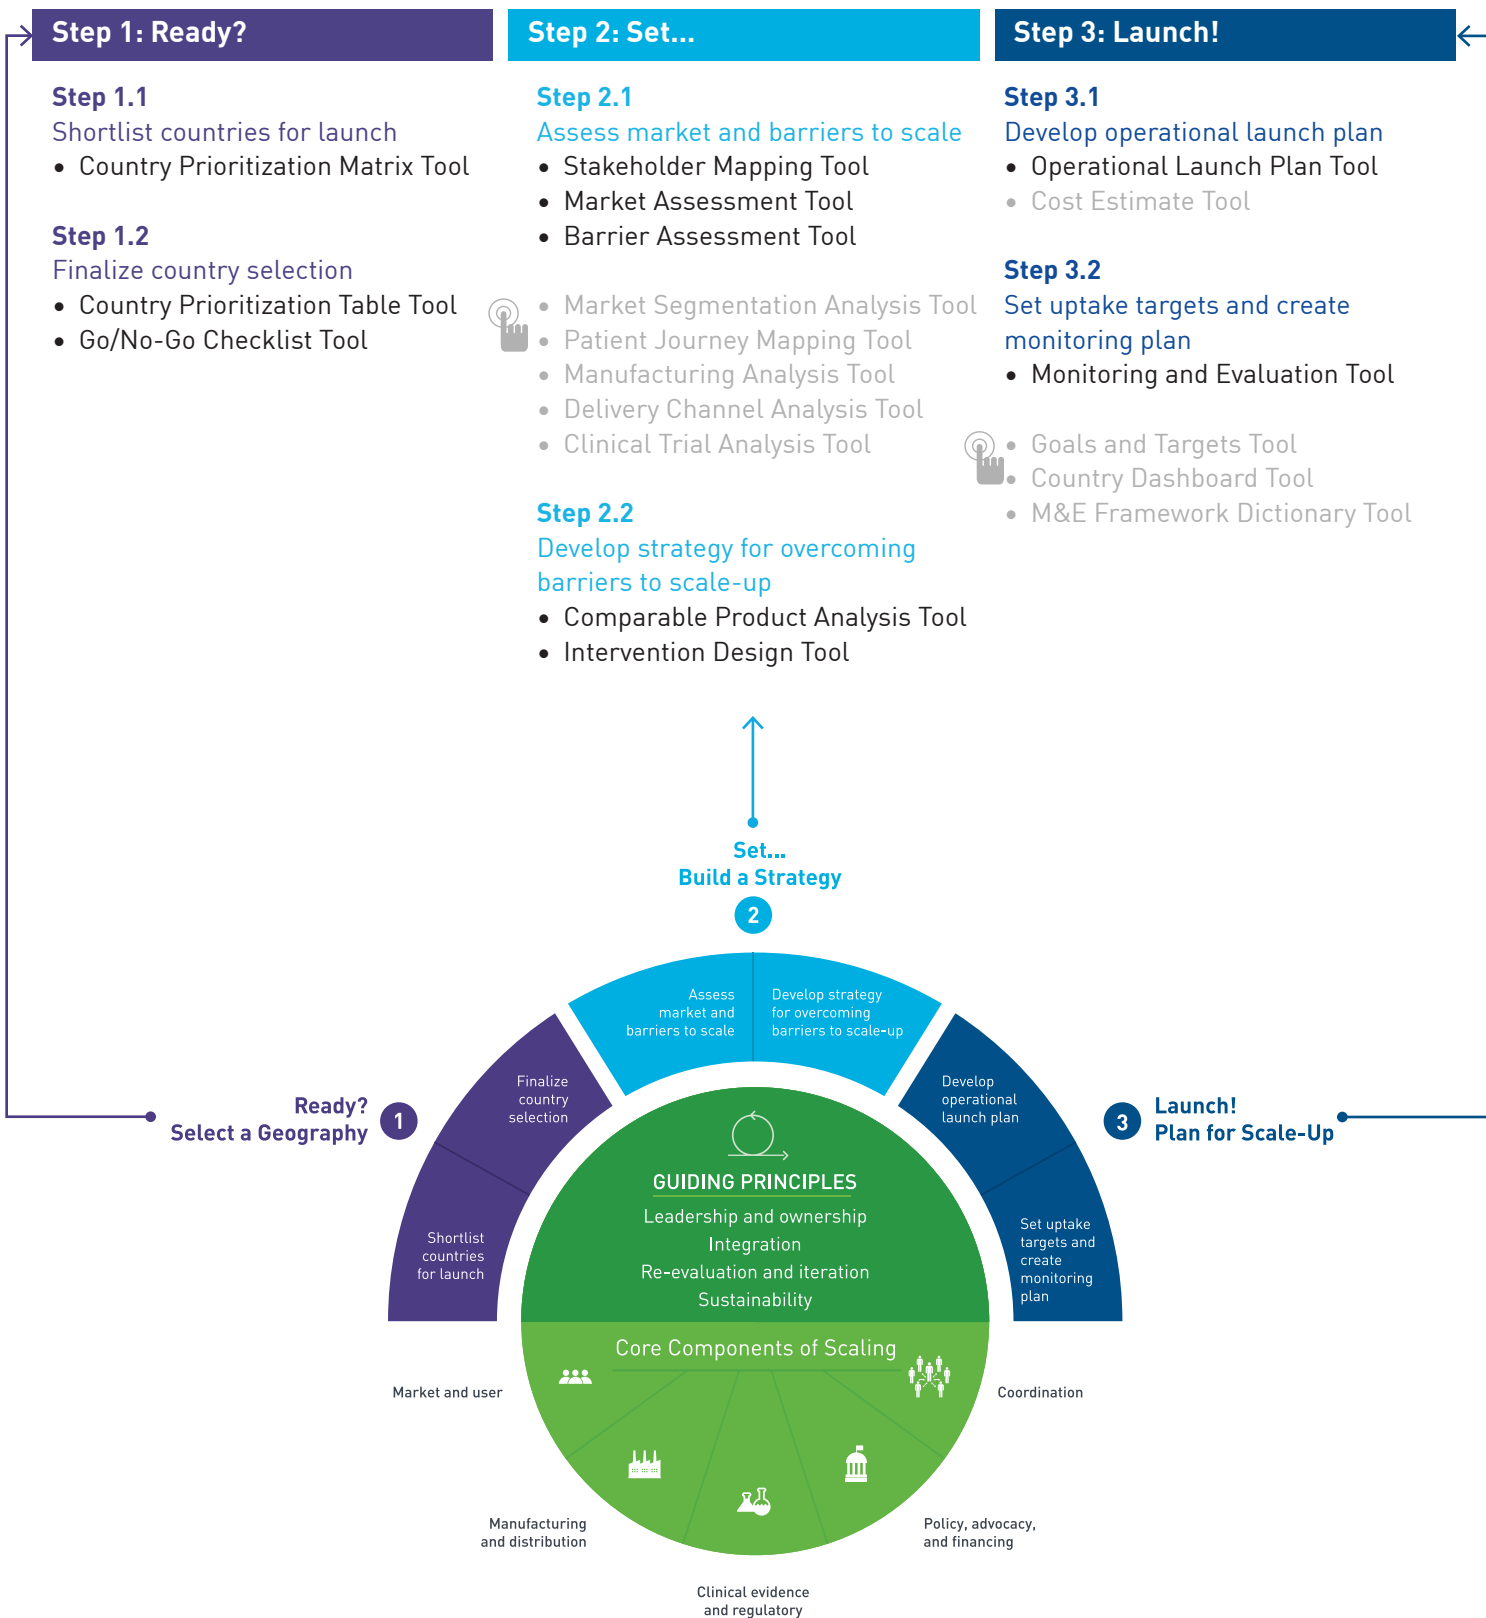 Step 1: Ready?
Step 1.1
Shortlist countries for launch
• Country Prioritization Matrix Tool
Step 1.2
Finalize country selection
• Country Prioritization Table Tool
• Go/No-Go Checklist Tool
Step 2: Set...
Step 2.1
Assess market and barriers to scale
• Stakeholder Mapping Tool
• Market Assessment Tool
• Barrier Assessment Tool
• Market Segmentation Analysis Tool
• Patient Journey Mapping Tool
• Manufacturing Analysis Tool
• Delivery Channel Analysis Tool
• Clinical Trial Analysis Tool
Step 2.2
Develop strategy for overcoming
barriers to scale-up
• Comparable Product Analysis Tool
• Intervention Design Tool
Step 3: Launch!
Step 3.1
Develop operational launch plan
• Operational Launch Plan Tool
• Cost Estimate Tool
Step 3.2
Set uptake targets and create
monitoring plan
• Monitoring and Evaluation Tool
• Goals and Targets Tool
• Country Dashboard Tool
• M&E Framework Dictionary Tool
Set...
Build a Strategy
2
Ready?
Select a Geography
1
Launch!
Plan for Scale-Up
3
Shortlist
countries
for launch
Finalize
country
selection
Assess
market and
barriers to scale
Develop strategy
for overcoming
barriers to scale-up
Develop
operational
launch plan
Set uptake
targets and
create
monitoring
plan
GUIDING PRINCIPLES
Leadership and ownership
Integration
Re-evaluation and iteration
Sustainability
Core Components of Scaling
Market and user
Manufacturing
and distribution
Clinical evidence
and regulatory
Policy, advocacy,
and financing
Coordination